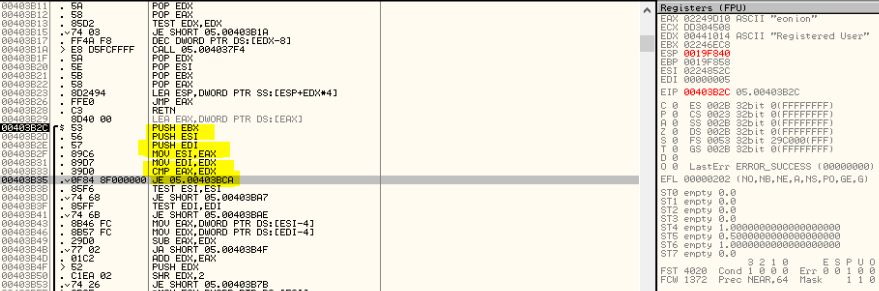 00403B11 . 5A POP EDX
00403B12 . 58 POP EAX
00403B13 . 85D2 TEST EDX,EDX
00403B15 .v74 03 JE SHORT 05.00403B1A
00403B17 . FF4A F8 DEC DWORD PTR DS:[EDX-8]
00403B1A > E8 D5FCFFFF CALL 05.004037F4
00403B1F . 5A POP EDX
00403B20 . 5E POP ESI
00403B21 . 5B POP EBX
00403B22 . 58 POP EAX
00403B23 . 8D2494 LEA ESP,DWORD PTR SS:[ESP+EDX*4]
00403B26 . FFE0 JMP EAX
00403B28 . C3 RETN
00403B29 8D40 00 LEA EAX,DWORD PTR DS:[EAX]
00403B2C $ 53 PUSH EBX
00403B2D . 56 PUSH ESI
00403B2E . 57 PUSH EDI
00403B2F . 89C6 MOV ESI,EAX
00403B31 . 89D7 MOV EDI,EDX
00403B33 . 39D0 CMP EAX,EDX
00403B35 .v0F84 8F000000 JE 05.00403BCA
00403B3B . 85F6 TEST ESI,ESI
00403B3D .v74 68 JE SHORT 05.00403BA7
00403B3F . 85FF TEST EDI,EDI
00403B41 .v74 6B JE SHORT 05.00403BAE
00403B43 . 8B46 FC MOV EAX,DWORD PTR DS:[ESI-4]
00403B46 . 8B57 FC MOV EDX,DWORD PTR DS:[EDI-4]
00403B49 . 29D0 SUB EAX,EDX
00403B4B .v77 02 JA SHORT 05.00403B4F
00403B4D . 01C2 ADD EDX,EAX
00403B4F > 52 PUSH EDX
00403B50 . C1EA 02 SHR EDX,2
00403B53 .v74 26 JE SHORT 05.00403B7B
Registers (FPU)
EAX 02249D10 ASCII "eonion"
ECX DD304508
EDX 00441014 ASCII "Registered User"
EBX 02246EC8
ESP 0019F840
EBP 0019F858
ESI 0224852C
EDI 00000005
EIP 00403B2C 05.00403B2C
C 0 ES 002B 32bit 0(FFFFFFFF)
P 0 CS 0023 32bit 0(FFFFFFFF)
A 0 SS 002B 32bit 0(FFFFFFFF)
Z 0 DS 002B 32bit 0(FFFFFFFF)
S 0 FS 0053 32bit 29C000(FFF)
T 0 GS 002B 32bit 0(FFFFFFFF)
D 0
O 0 LastErr ERROR_SUCCESS (00000000)
EFL 00000202 (NO,NB,NE,A,NS,PO,GE,G)
ST0 empty 0.0
ST1 empty 0.0
ST2 empty 0.0
ST3 empty 0.0
ST4 empty 1.0000000000000000000
ST5 empty 0.5000000000000000000
ST6 empty 1.0000000000000000000
ST7 empty 0.0
3 2 1 0 E S P U O
FST 4020 Cond 1 0 0 0 Err 0 0 1 0 0
FCW 1372 Prec NEAR,64 Mask 1 1 0